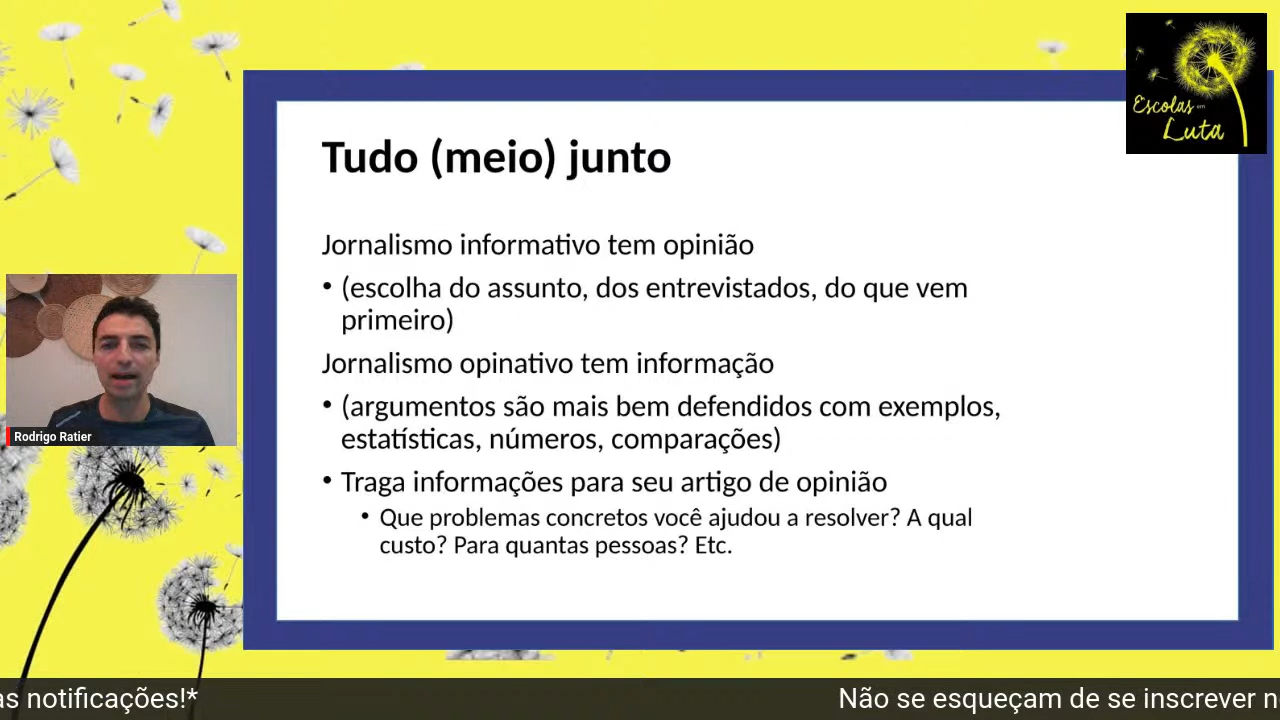 Escolas em
Luta
Tudo (meio) junto
Jornalismo informativo tem opinião
• (escolha do assunto, dos entrevistados, do que vem
primeiro)
Jornalismo opinativo tem informação
• (argumentos são mais bem defendidos com exemplos,
estatísticas, números, comparações)
• Traga informações para seu artigo de opinião
• Que problemas concretos você ajudou a resolver? A qual
custo? Para quantas pessoas? Etc.
Rodrigo Ratier
as notificações!*
Não se esqueçam de se inscrever n